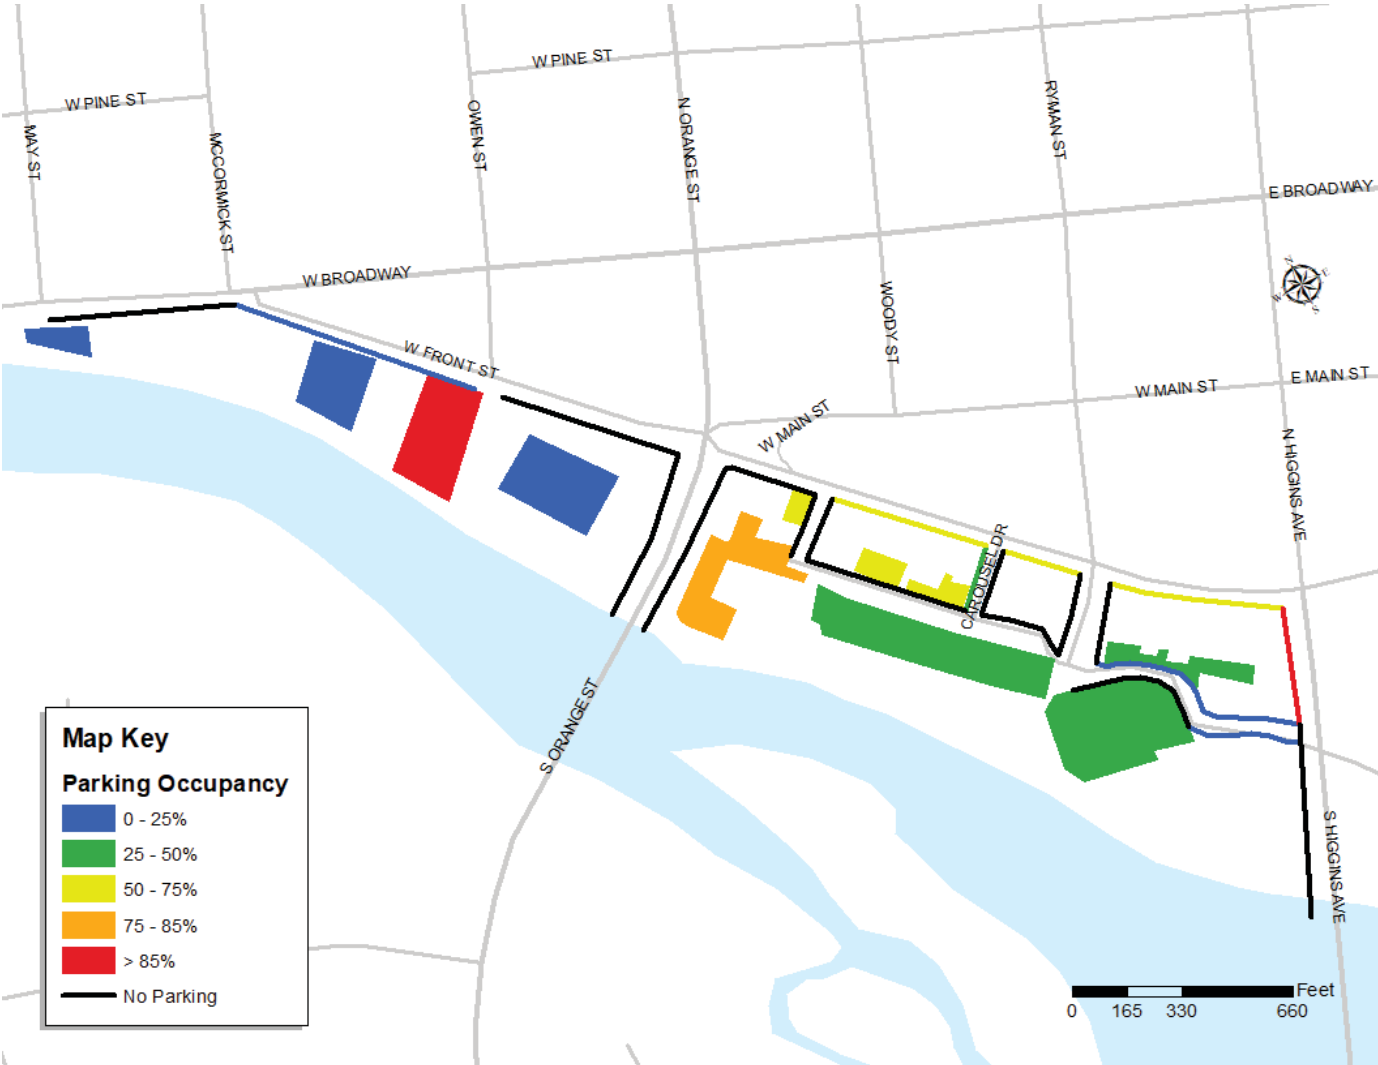 W PINE ST
W PINE ST
MAY ST
MCCORMICK ST
OWEN ST
N ORANGE ST
RYMAN ST
E BROADWAY
W BROADWAY
N
E
W
S
WOODY ST
W FRONT ST
W MAIN ST
E MAIN ST
W MAIN ST
N HIGGINS AVE
CAROUSEL DR
S ORANGE ST
S HIGGINS AVE
Map Key
Parking Occupancy
0 - 25%
25 - 50%
50 - 75%
75 - 85%
> 85%
No Parking
Feet
0 165 330 660